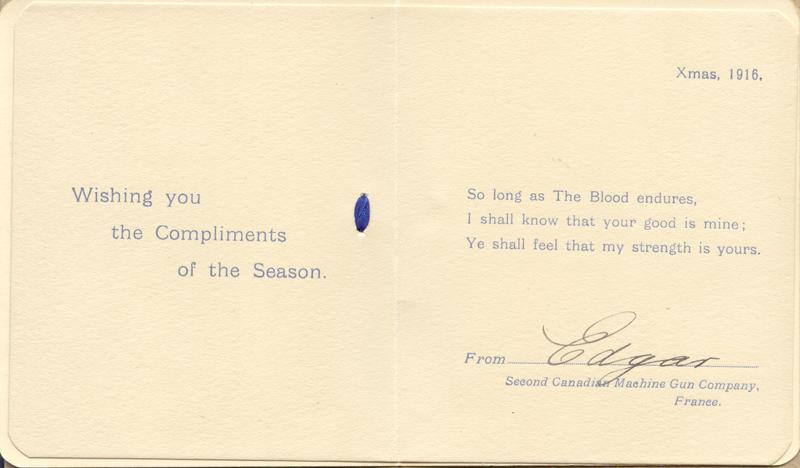 Wishing you
the Compliments
of the Season.
Xmas, 1916.
So long as The Blood endures,
I shall know that your good is mine;
Ye shall feel that my strength is yours.
From Edgar
Second Canadian Machine Gun Company,
France.